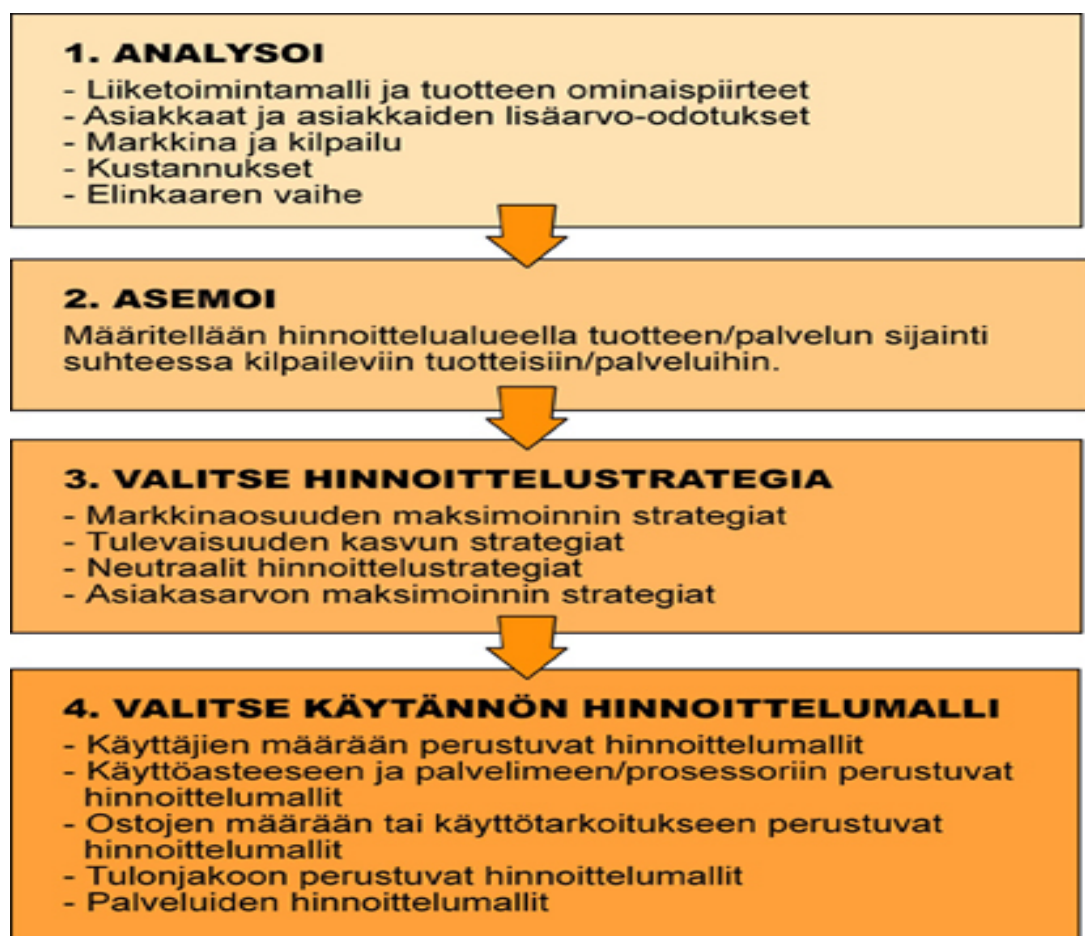 1. ANALYSOI
- Liiketoimintamalli ja tuotteen ominaispiirteet
- Asiakkaat ja asiakkaiden lisäarvo-odotukset
- Markkina ja kilpailu
- Kustannukset
- Elinkaaren vaihe
2. ASEMOI
Määritellään hinnoittelualueella tuotteen/palvelun sijainti
suhteessa kilpaileviin tuotteisiin/palveluihin.
3. VALITSE HINNOITTELUSTRATEGIA
- Markkinaosuuden maksimoinnin strategiat
- Tulevaisuuden kasvun strategiat
- Neutraalit hinnoittelustrategiat
- Asiakasarvon maksimoinnin strategiat
4. VALITSE KÄYTÄNNÖN HINNOITTELUMALLI
- Käyttäjien määrään perustuvat hinnoittelumallit
- Käyttöasteeseen ja palvelimeen/prosessoriin perustuvat
hinnoittelumallit
- Ostojen määrään tai käyttötarkoitukseen perustuvat
hinnoittelumallit
- Tulonjakoon perustuvat hinnoittelumallit
- Palveluiden hinnoittelumallit